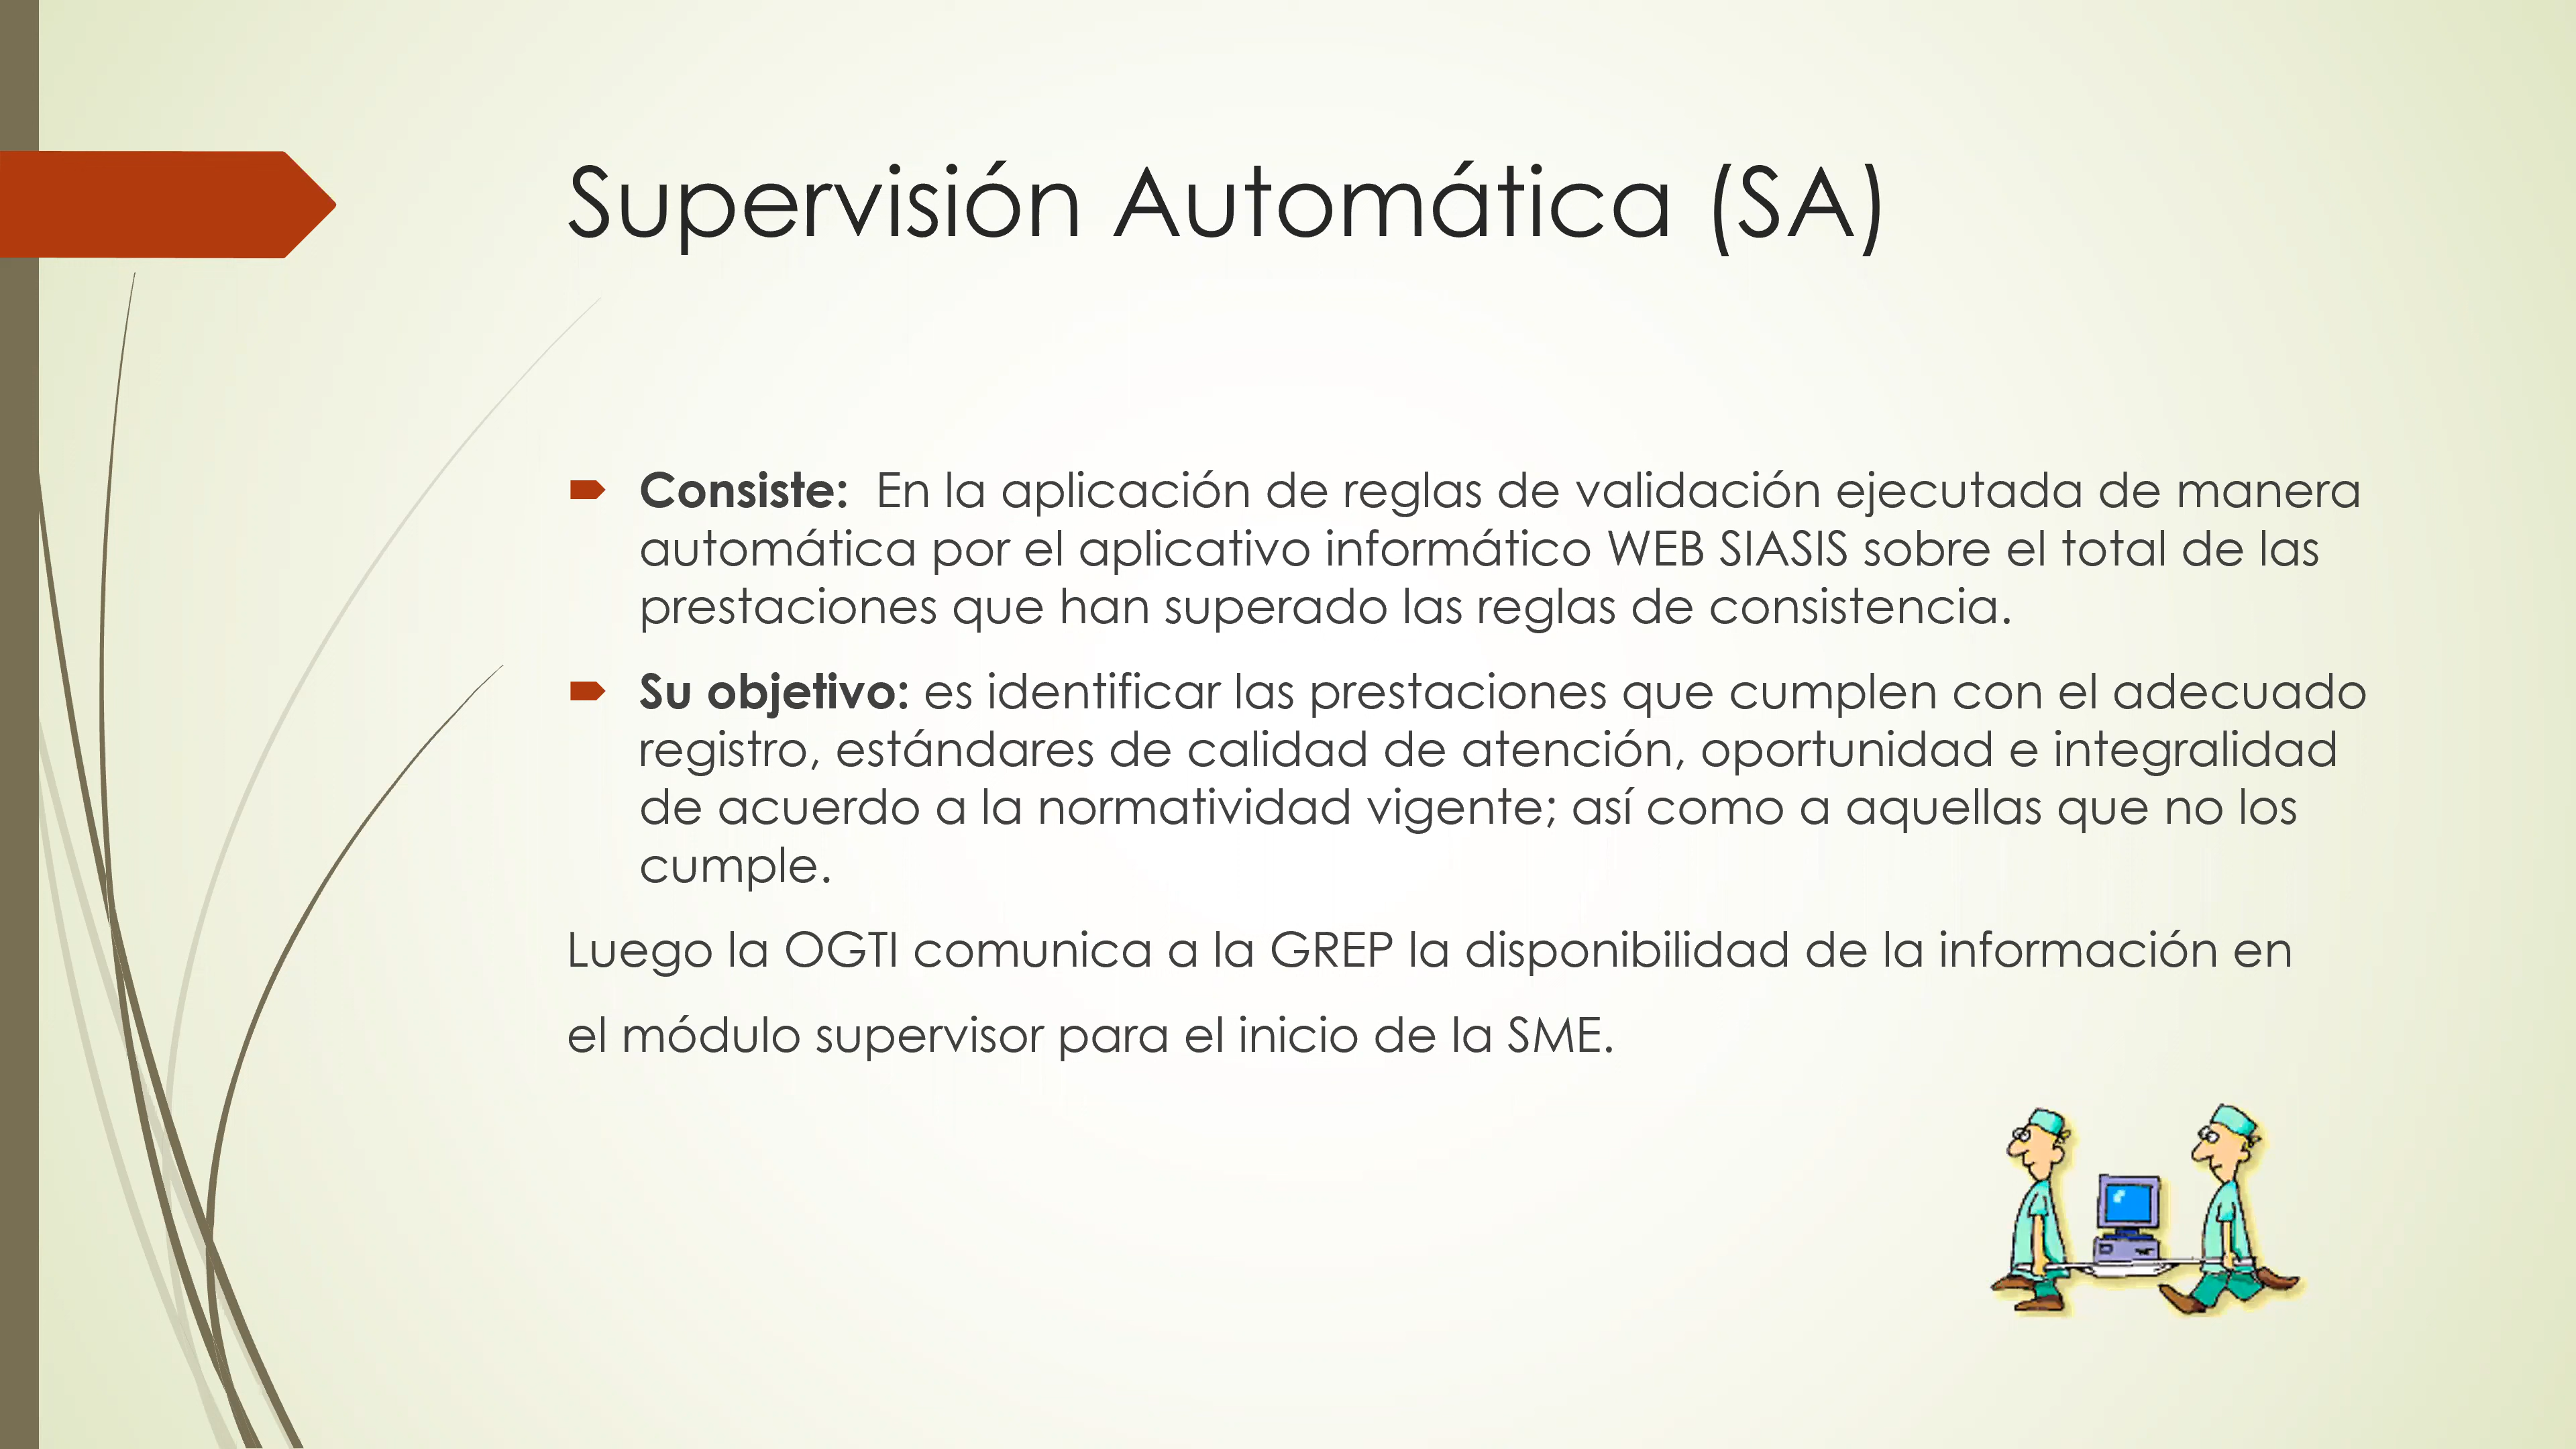 Supervisión Automática (SA)
Consiste: En la aplicación de reglas de validación ejecutada de manera
automática por el aplicativo informático WEB SIASIS sobre el total de las
prestaciones que han superado las reglas de consistencia.
Su objetivo: es identificar las prestaciones que cumplen con el adecuado
registro, estándares de calidad de atención, oportunidad e integralidad
de acuerdo a la normatividad vigente; así como a aquellas que no los
cumple.
Luego la OGTI comunica a la GREP la disponibilidad de la información en
el módulo supervisor para el inicio de la SME.